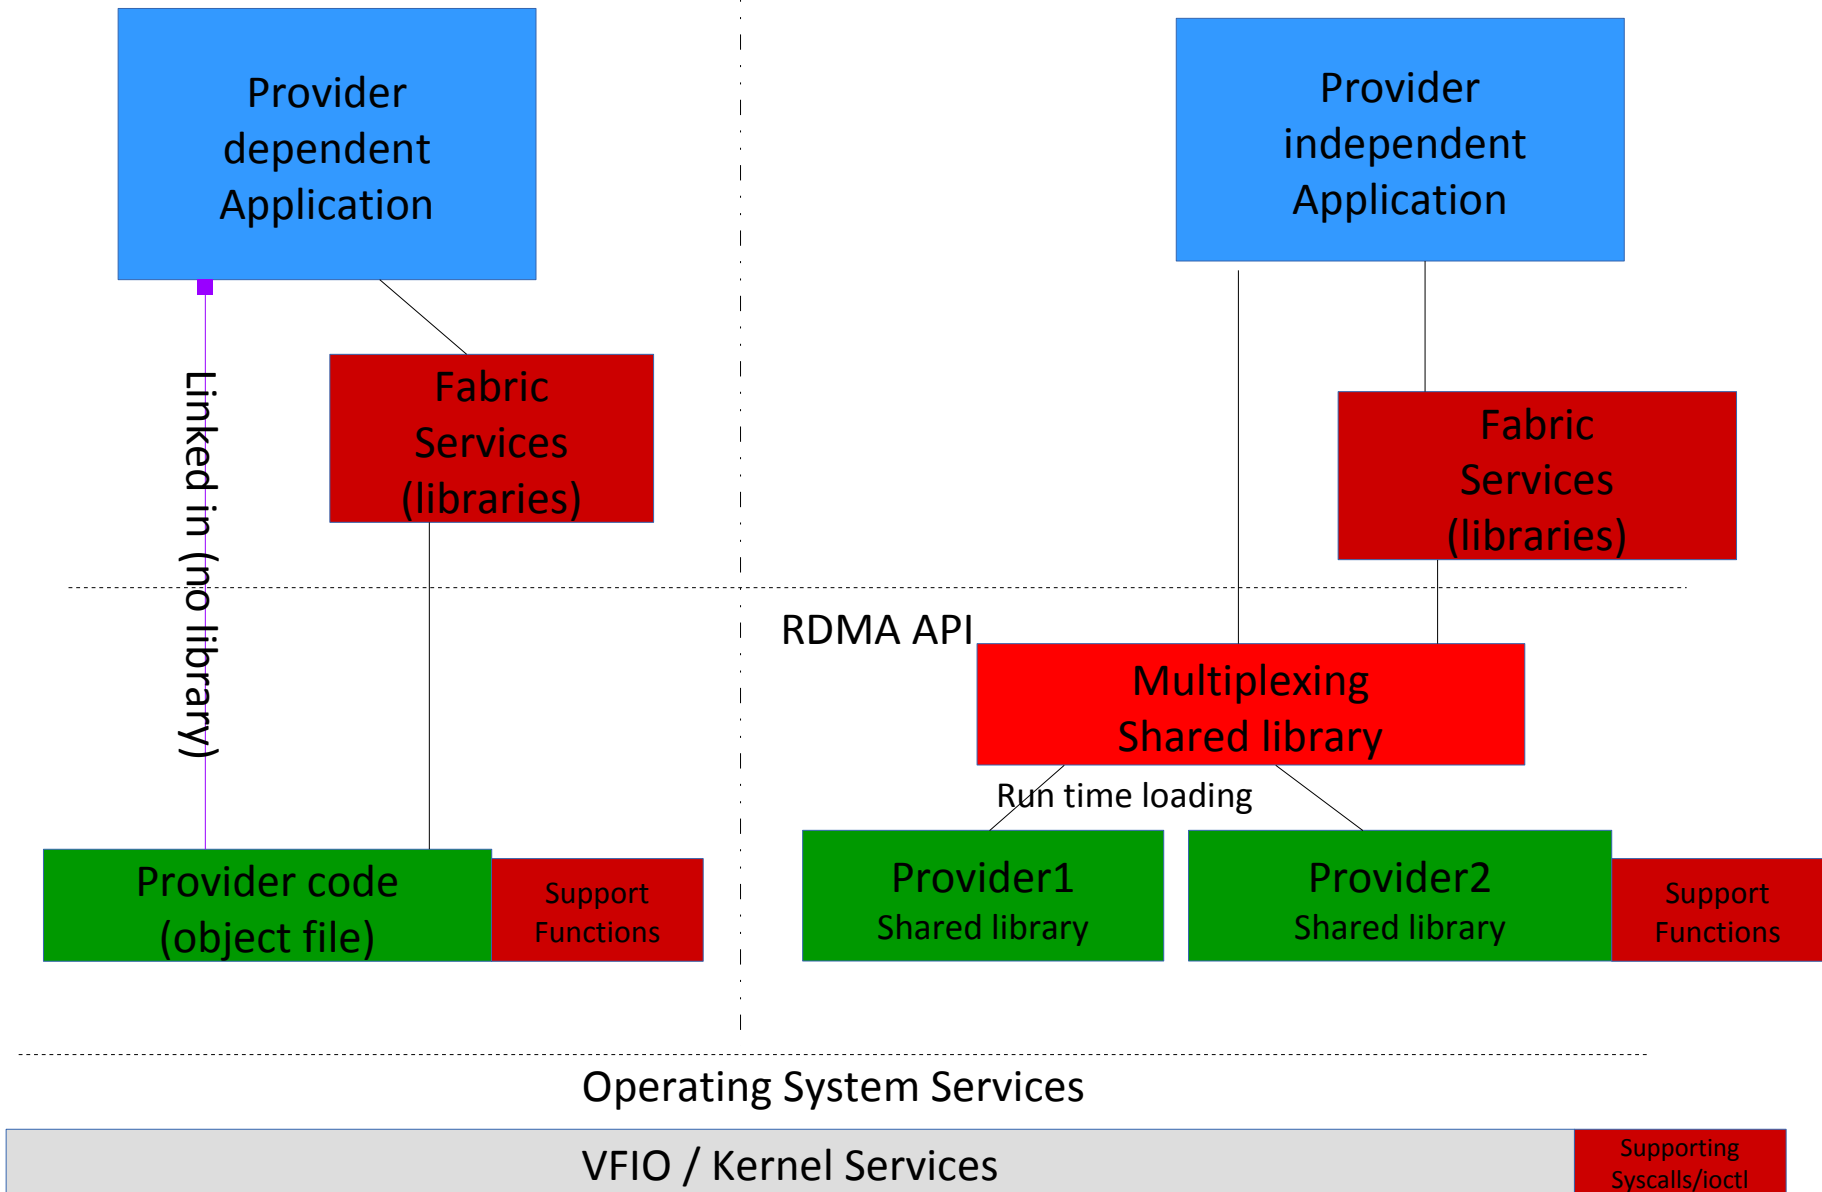 Provider
dependent
Application
Provider
independent
Application
Linked in (no library)
Fabric
Services
(libraries)
Fabric
Services
(libraries)
RDMA API
Multiplexing
Shared library
Run time loading
Provider code
(object file)
Support
Functions
Provider1
Shared library
Provider2
Shared library
Support
Functions
Operating System Services
VFIO / Kernel Services
Supporting
Syscalls/ioctl